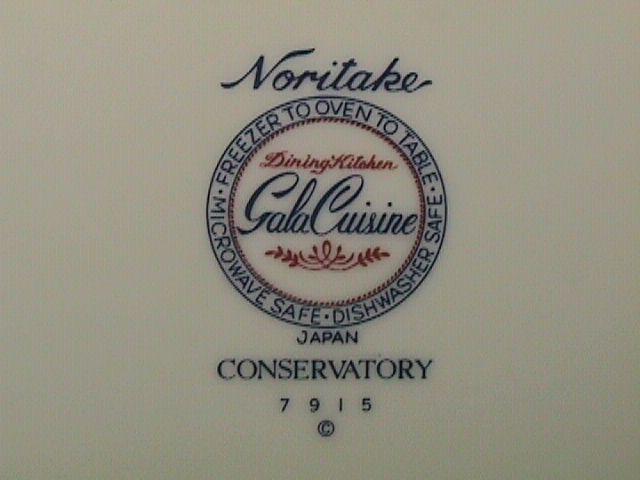 Noritake
FREEZER TO OVEN TO TABLE · DISHWASHER SAFE · MICROWAVE SAFE ·
Dining Kitchen
Gala Cuisine
JAPAN
CONSERVATORY
7915
©